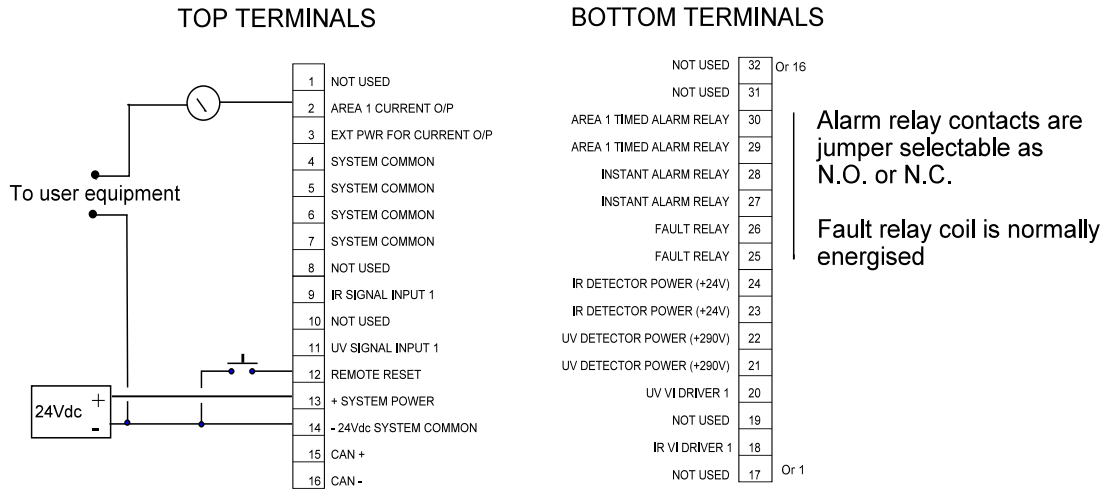 TOP TERMINALS
1 NOT USED
2 AREA 1 CURRENT O/P
3 EXT PWR FOR CURRENT O/P
4 SYSTEM COMMON
5 SYSTEM COMMON
6 SYSTEM COMMON
7 SYSTEM COMMON
8 NOT USED
9 IR SIGNAL INPUT 1
10 NOT USED
11 UV SIGNAL INPUT 1
12 REMOTE RESET
13 + SYSTEM POWER
14 - 24Vdc SYSTEM COMMON
15 CAN +
16 CAN -
To user equipment
24Vdc + -
BOTTOM TERMINALS
NOT USED 32 Or 16
NOT USED 31
AREA 1 TIMED ALARM RELAY 30
AREA 1 TIMED ALARM RELAY 29
INSTANT ALARM RELAY 28
INSTANT ALARM RELAY 27
FAULT RELAY 26
FAULT RELAY 25
IR DETECTOR POWER (+24V) 24
IR DETECTOR POWER (+24V) 23
UV DETECTOR POWER (+290V) 22
UV DETECTOR POWER (+290V) 21
UV VI DRIVER 1 20
NOT USED 19
IR VI DRIVER 1 18
NOT USED 17 Or 1
Alarm relay contacts are
jumper selectable as
N.O. or N.C.
Fault relay coil is normally
energised